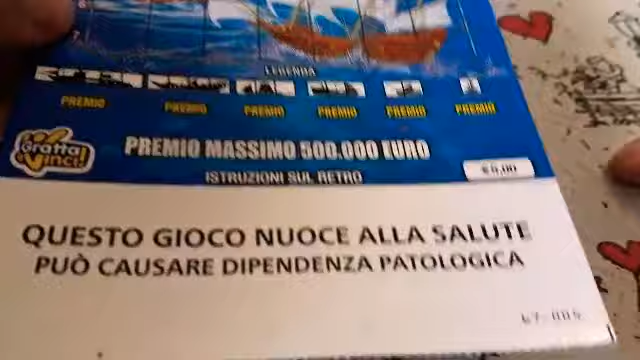 LEGENDA
PREMIO PREMIO PREMIO PREMIO PREMIO PREMIO
Gratta e Vinci!
PREMIO MASSIMO 500.000 EURO
€ 5,00
ISTRUZIONI SUL RETRO
QUESTO GIOCO NUOCE ALLA SALUTE
PUÒ CAUSARE DIPENDENZA PATOLOGICA